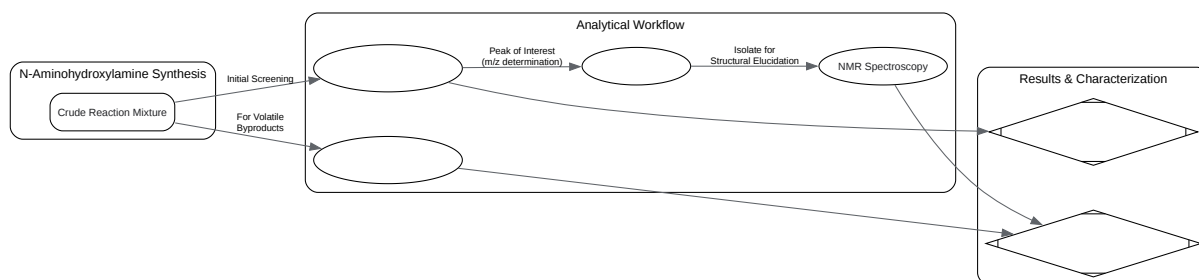 Analytical Workflow
N-Aminohydroxylamine Synthesis
Crude Reaction Mixture
Initial Screening
For Volatile
Byproducts
Peak of Interest
(m/z determination)
Isolate for
Structural Elucidation
NMR Spectroscopy
Results & Characterization